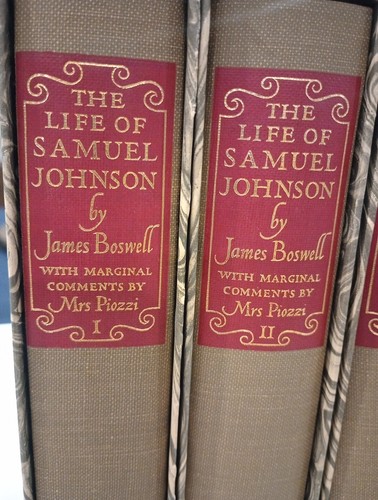 THE
LIFE OF
SAMUEL
JOHNSON
by
James Boswell
WITH MARGINAL
COMMENTS BY
Mrs Piozzi
I
THE
LIFE OF
SAMUEL
JOHNSON
by
James Boswell
WITH MARGINAL
COMMENTS BY
Mrs Piozzi
II